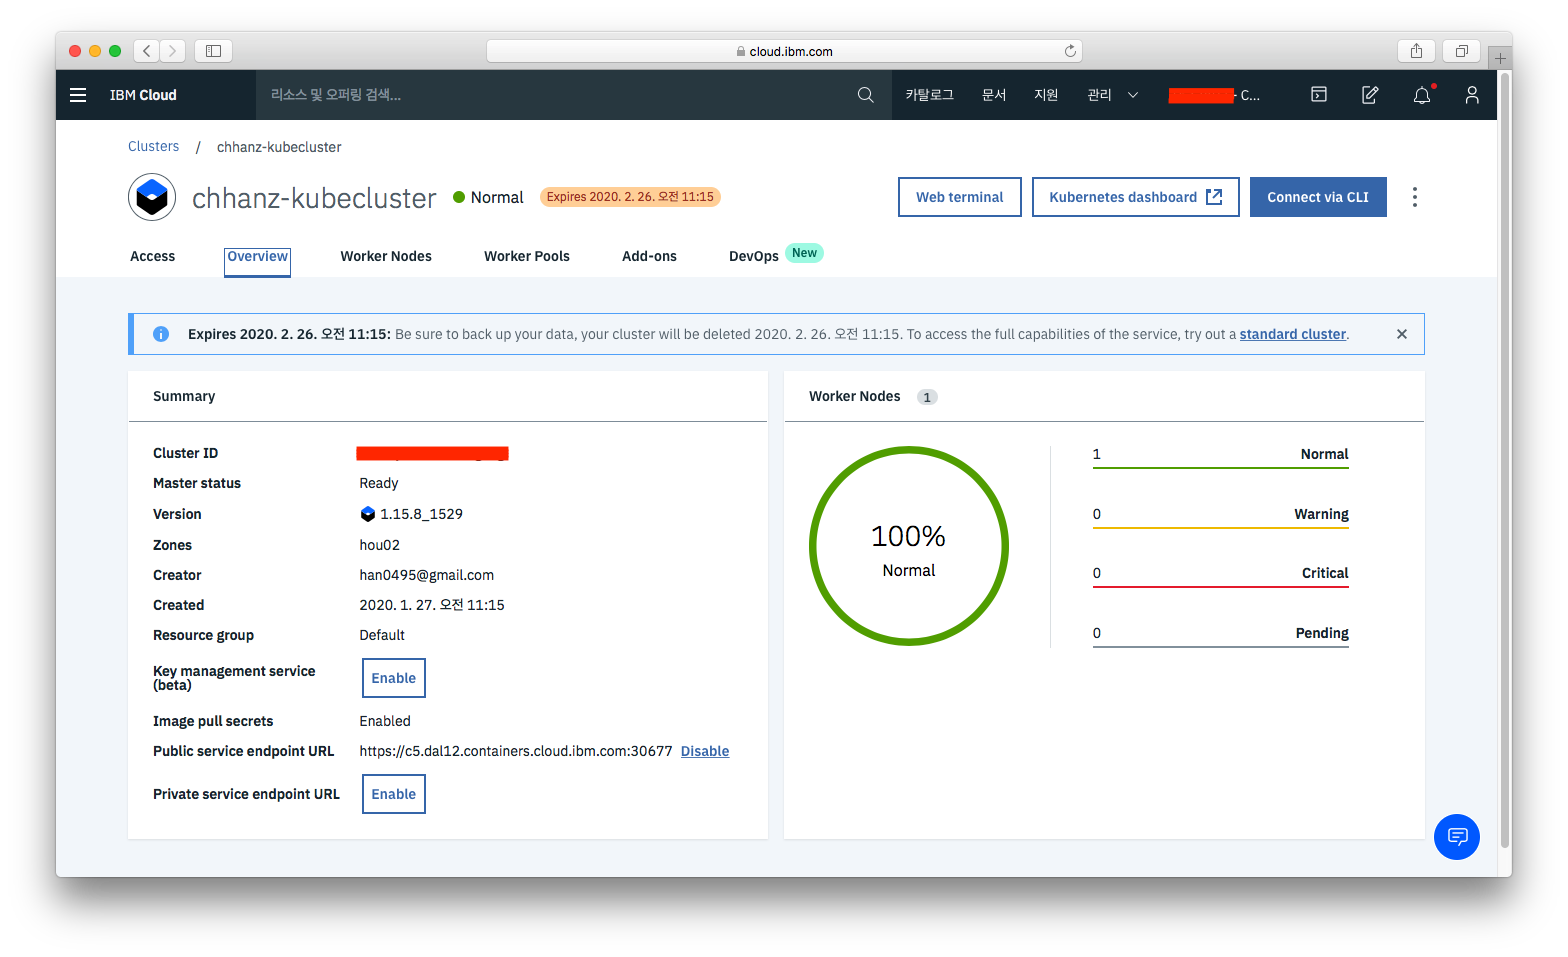 cloud.ibm.com
IBM Cloud
리소스 및 오퍼링 검색...
카탈로그
문서
지원
관리
- C...
Clusters / chhanz-kubecluster
chhanz-kubecluster
Normal
Expires 2020. 2. 26. 오전 11:15
Web terminal
Kubernetes dashboard
Connect via CLI
Access
Overview
Worker Nodes
Worker Pools
Add-ons
DevOps
New
Expires 2020. 2. 26. 오전 11:15: Be sure to back up your data, your cluster will be deleted 2020. 2. 26. 오전 11:15. To access the full capabilities of the service, try out a standard cluster.
Summary
Cluster ID
Master status Ready
Version 1.15.8_1529
Zones hou02
Creator han0495@gmail.com
Created 2020. 1. 27. 오전 11:15
Resource group Default
Key management service
(beta)
Enable
Image pull secrets Enabled
Public service endpoint URL https://c5.dal12.containers.cloud.ibm.com:30677 Disable
Private service endpoint URL Enable
Worker Nodes 1
100%
Normal
1 Normal
0 Warning
0 Critical
0 Pending